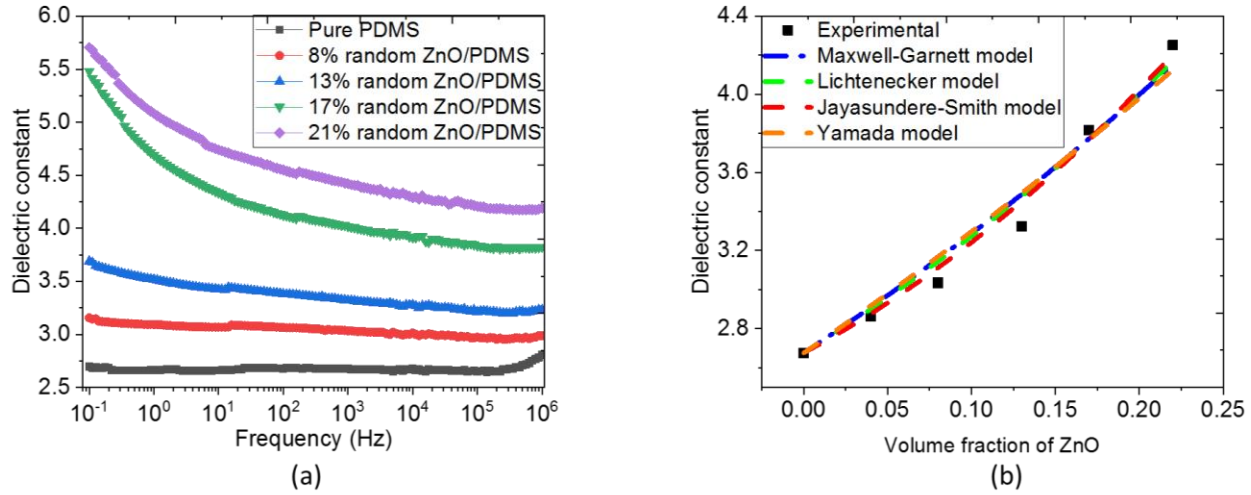 Pure PDMS
8% random ZnO/PDMS
13% random ZnO/PDMS
17% random ZnO/PDMS
21% random ZnO/PDMS
6.0
5.5
5.0
4.5
4.0
3.5
3.0
2.5
Dielectric constant
10⁻¹ 10⁰ 10¹ 10² 10³ 10⁴ 10⁵ 10⁶
Frequency (Hz)
(a)
Experimental
Maxwell-Garnett model
Lichtenecker model
Jayasundere-Smith model
Yamada model
4.4
4.0
3.6
3.2
2.8
2.4
Dielectric constant
0.00 0.05 0.10 0.15 0.20 0.25
Volume fraction of ZnO
(b)